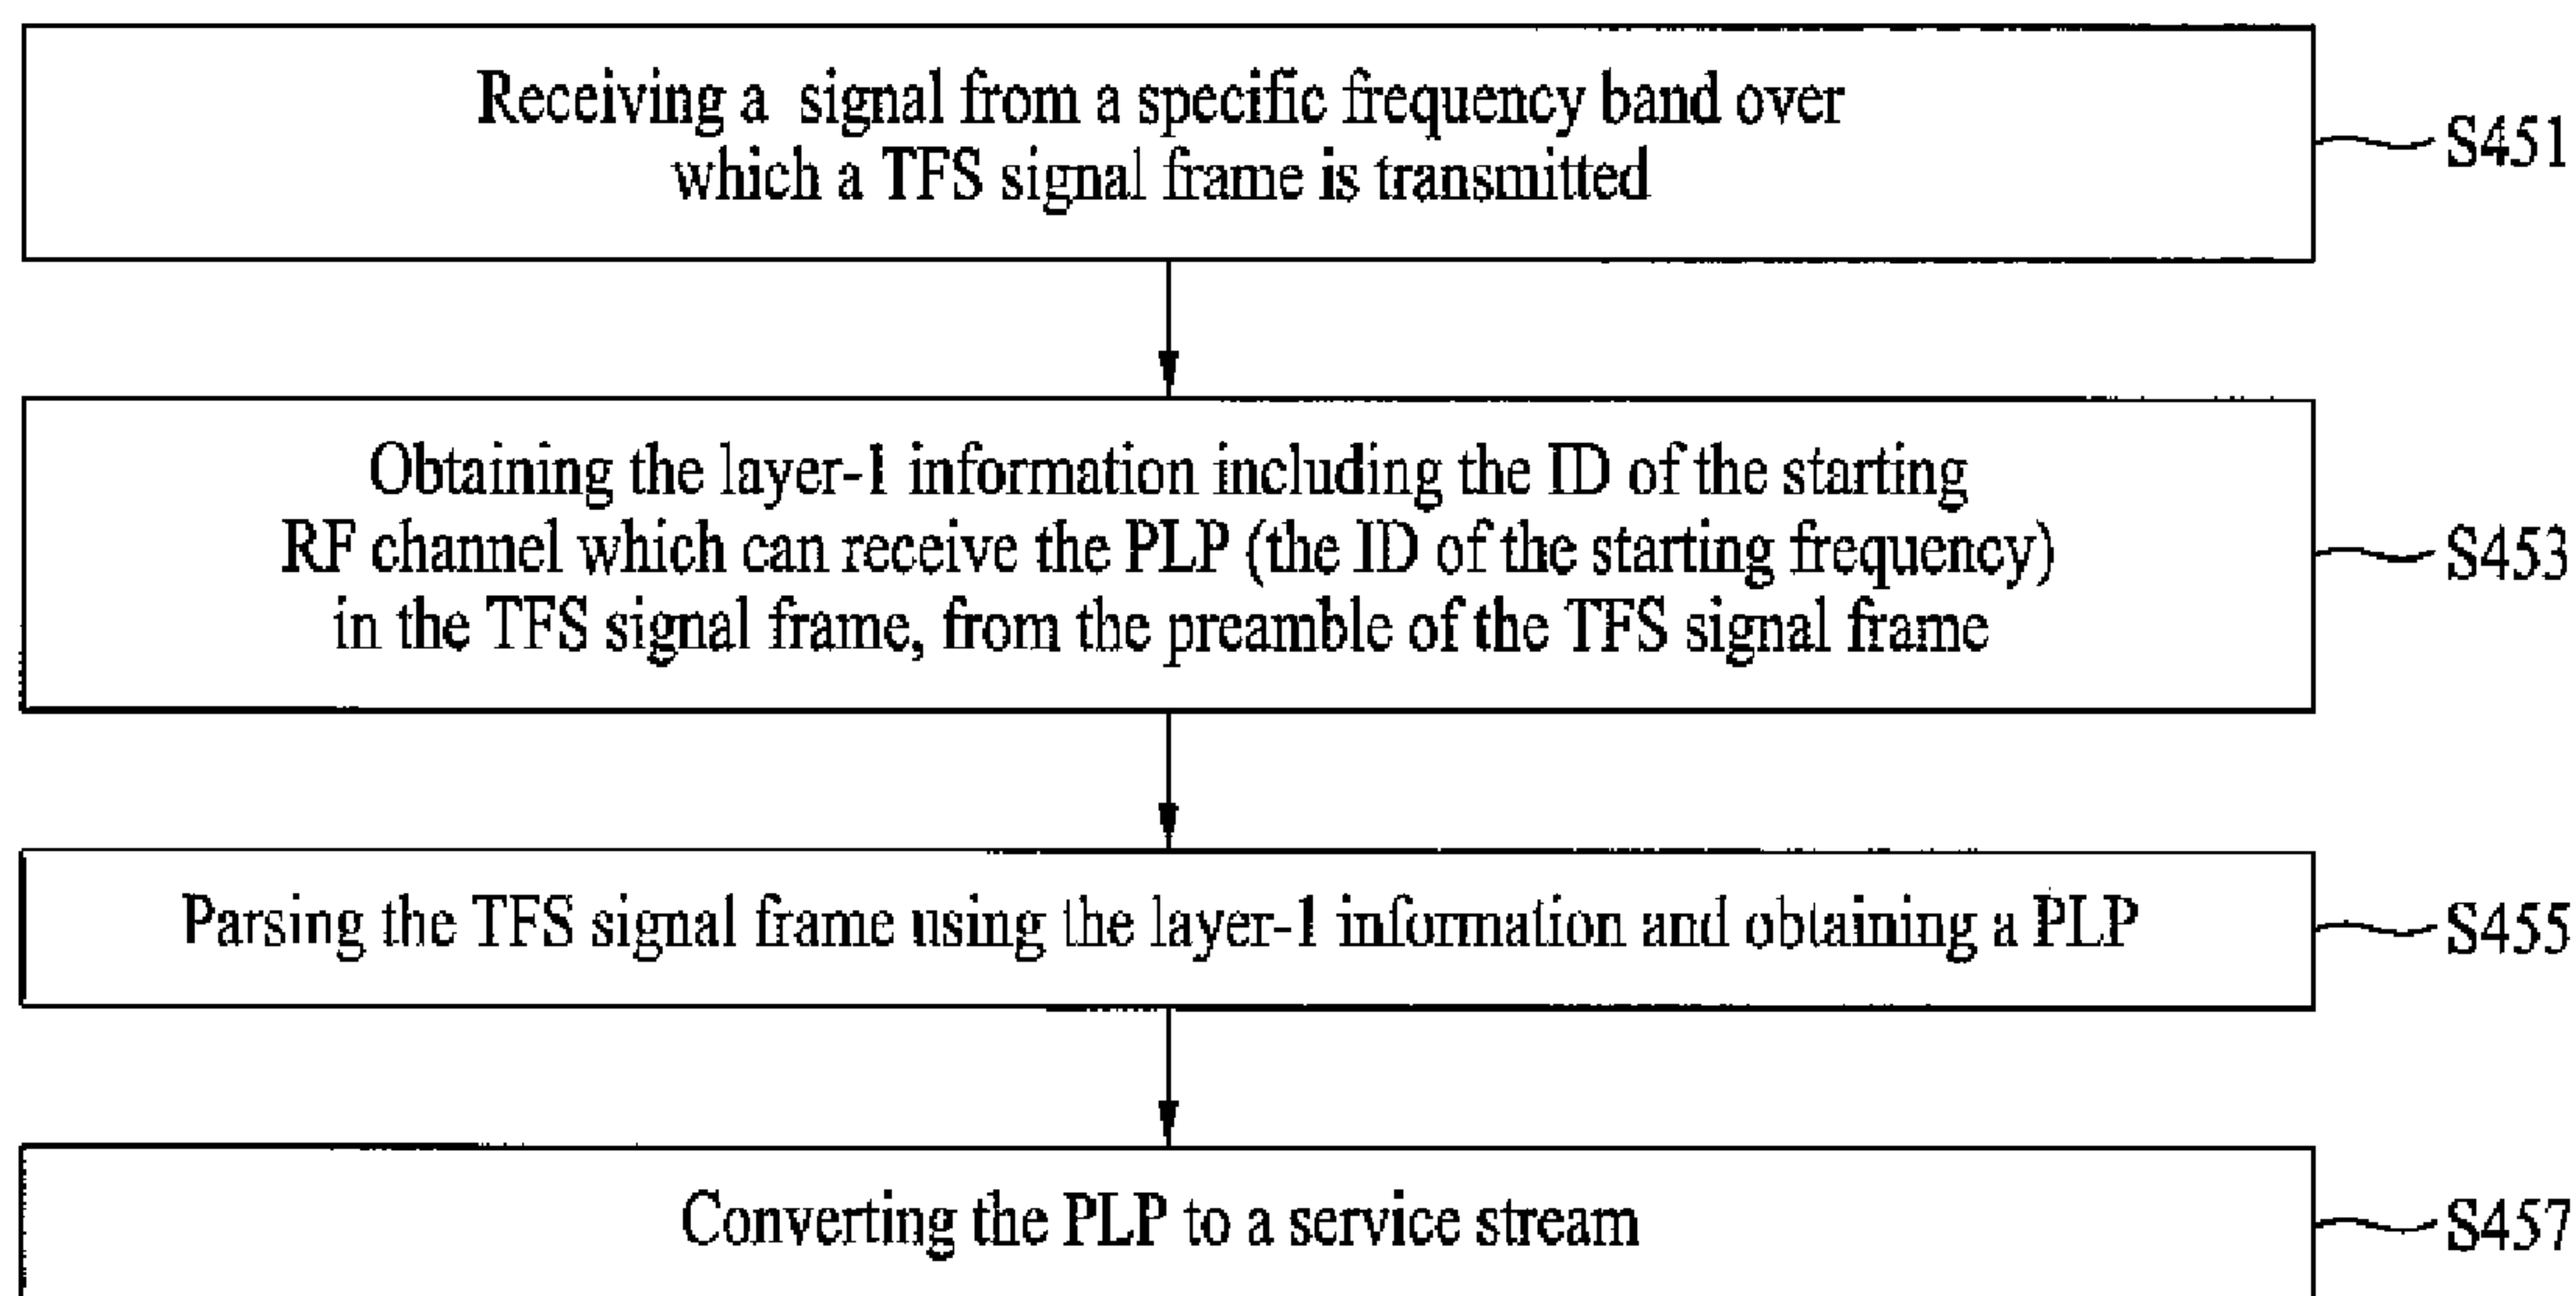 Receiving a signal from a specific frequency band over
which a TFS signal frame is transmitted
S451
Obtaining the layer-1 information including the ID of the starting
RF channel which can receive the PLP (the ID of the starting frequency)
in the TFS signal frame, from the preamble of the TFS signal frame
S453
Parsing the TFS signal frame using the layer-1 information and obtaining a PLP
S455
Converting the PLP to a service stream
S457